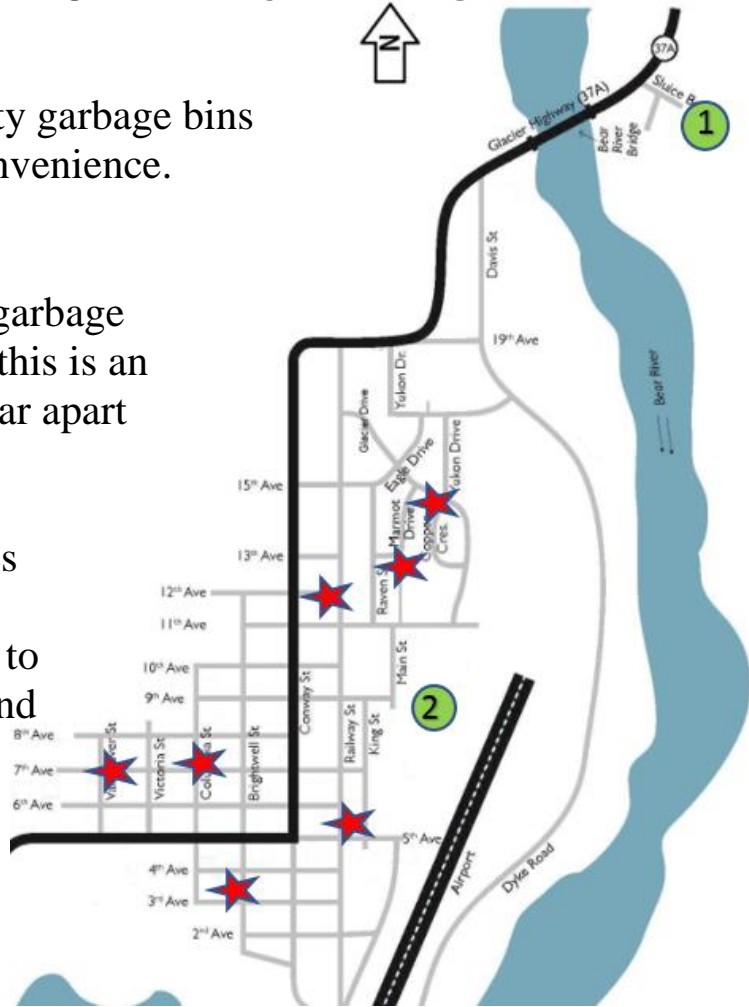 N
37A
Sluice
1
Glacier Highway (37A)
Bear
River
Bridge
ty garbage bins
nvenience.
Davis St
garbage
this is an
ar apart
19th Ave
Yukon Dr.
Bear River
Glacier Drive
Eagle Drive
Yukon Drive
15th Ave
Marmot
Drive
Cres.
13th Ave
s
12th Ave
Raven
11th Ave
to
nd
10th Ave
Main St
9th Ave
Conway St
2
Railway St
King St
8th Ave
Victoria St
Brightwell St
7th Ave
6th Ave
5th Ave
4th Ave
3rd Ave
Airport
Dyke Road
2nd Ave